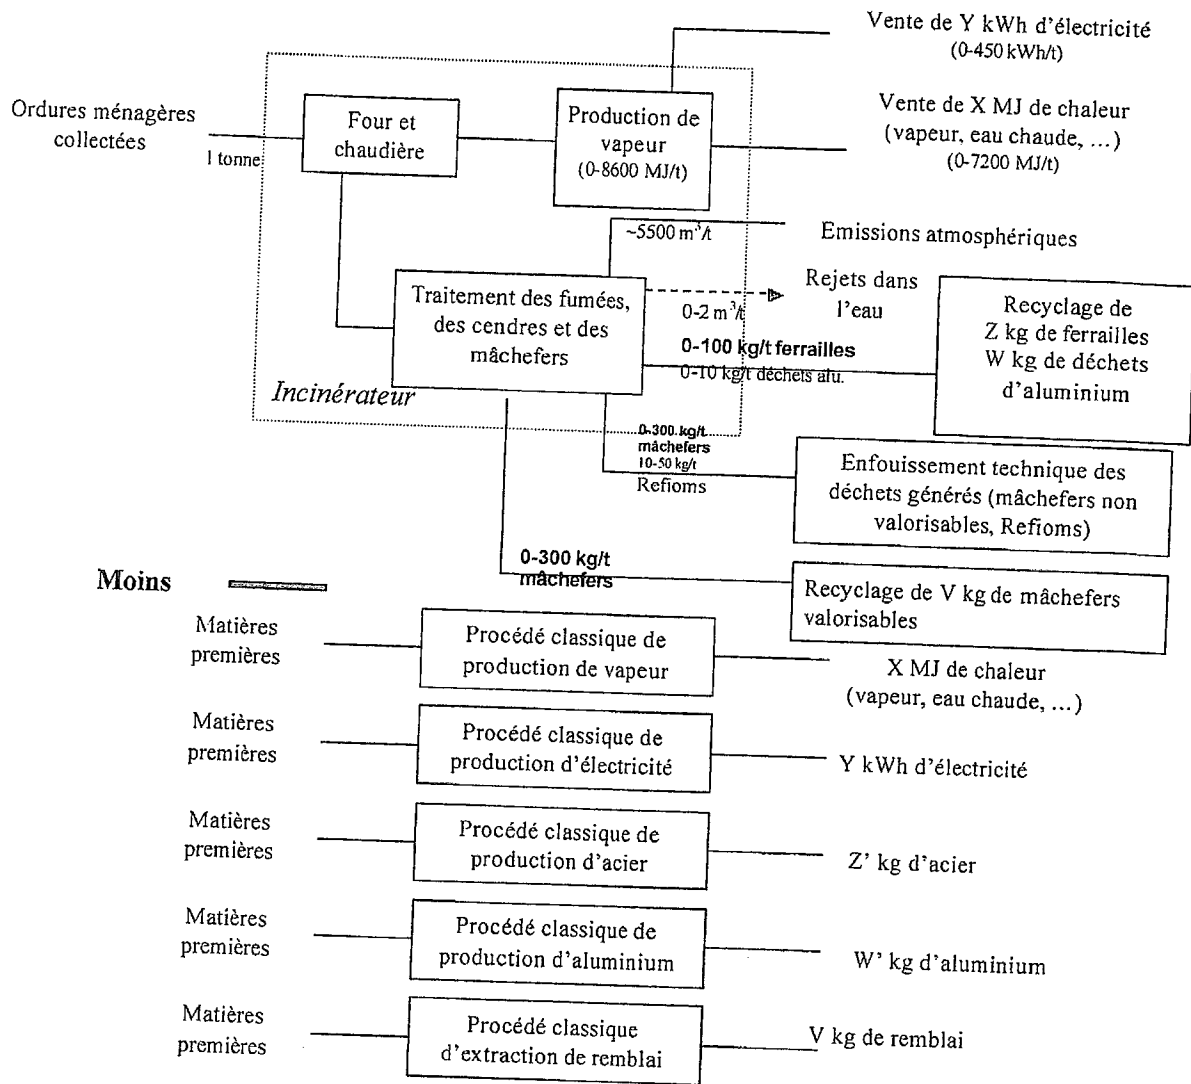 Vente de Y kWh d'électricité
(0-450 kWh/t)
Ordures ménagères
collectées
1 tonne
Four et
chaudière
Production de
vapeur
(0-8600 MJ/t)
Vente de X MJ de chaleur
(vapeur, eau chaude, …)
(0-7200 MJ/t)
~5500 m³/t
Emissions atmosphériques
Traitement des fumées,
des cendres et des
mâchefers
0-2 m³/t
Rejets dans
l'eau
0-100 kg/t ferrailles
0-10 kg/t déchets alu.
Recyclage de
Z kg de ferrailles
W kg de déchets
d'aluminium
Incinérateur
0-300 kg/t
mâchefers
10-50 kg/t
Refioms
Enfouissement technique des
déchets générés (mâchefers non
valorisables, Refioms)
0-300 kg/t
mâchefers
Recyclage de V kg de mâchefers
valorisables
Moins
Matières
premières
Procédé classique de
production de vapeur
X MJ de chaleur
(vapeur, eau chaude, …)
Matières
premières
Procédé classique de
production d'électricité
Y kWh d'électricité
Matières
premières
Procédé classique de
production d'acier
Z' kg d'acier
Matières
premières
Procédé classique de
production d'aluminium
W' kg d'aluminium
Matières
premières
Procédé classique
d'extraction de remblai
V kg de remblai